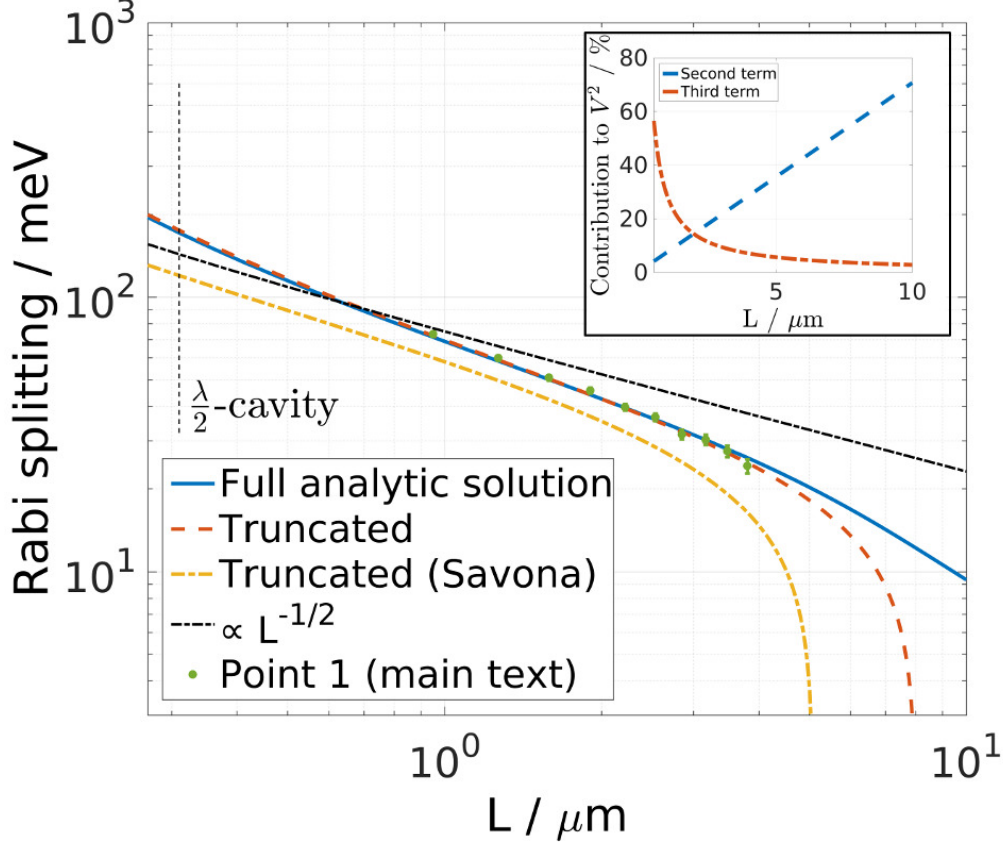 10³
10²
10¹
Rabi splitting / meV
80
60
40
20
0
Contribution to V² / %
Second term
Third term
5
10
L / μm
λ/2-cavity
Full analytic solution
Truncated
Truncated (Savona)
∝ L^-1/2
Point 1 (main text)
10⁰
10¹
L / μm